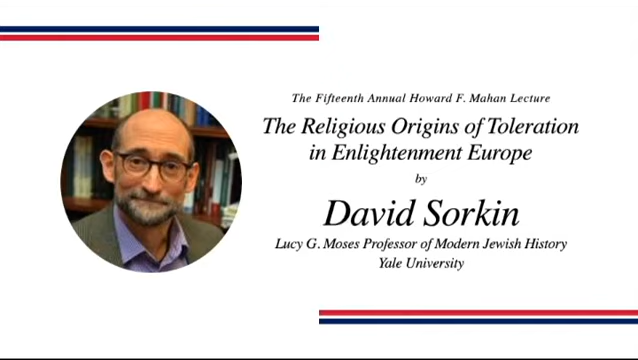 The Fifteenth Annual Howard F. Mahan Lecture
The Religious Origins of Toleration
in Enlightenment Europe
by
David Sorkin
Lucy G. Moses Professor of Modern Jewish History
Yale University